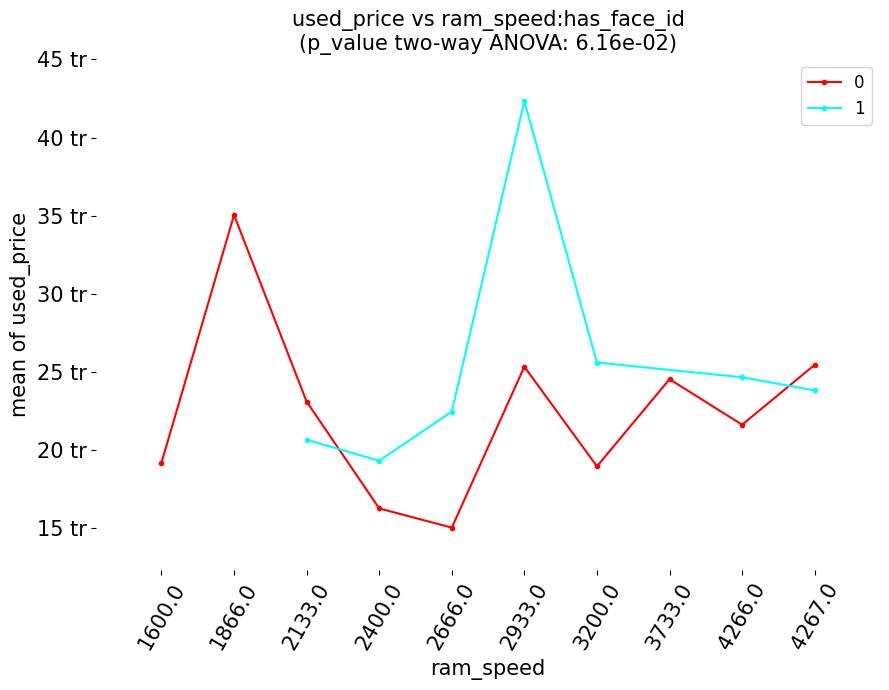 used_price vs ram_speed:has_face_id
(p_value two-way ANOVA: 6.16e-02)
0
1
45 tr
40 tr
35 tr
30 tr
25 tr
20 tr
15 tr
mean of used_price
1600.0
1866.0
2133.0
2400.0
2666.0
2933.0
3200.0
3733.0
4266.0
4267.0
ram_speed